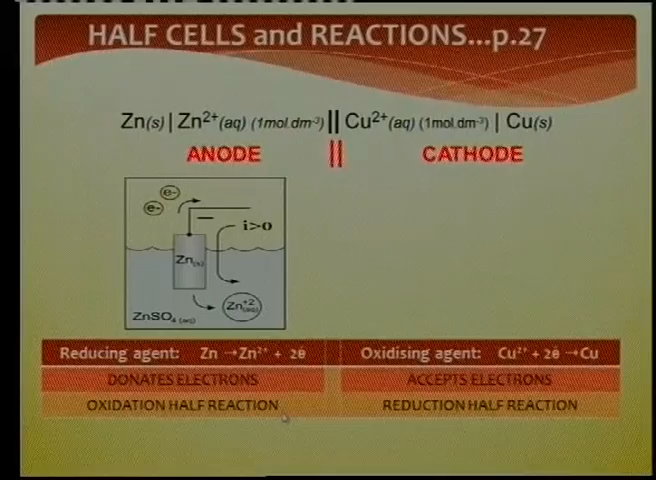 HALF CELLS and REACTIONS...p.27
Zn(s) | Zn²⁺(aq) (1mol.dm⁻³) || Cu²⁺(aq) (1mol.dm⁻³) | Cu(s)
ANODE || CATHODE
e-
e-
–
i>0
Zn(s)
Zn+2(aq)
ZnSO4 (aq)
Reducing agent: Zn →Zn²⁺ + 2ē Oxidising agent: Cu²⁺ + 2ē →Cu
DONATES ELECTRONS ACCEPTS ELECTRONS
OXIDATION HALF REACTION REDUCTION HALF REACTION